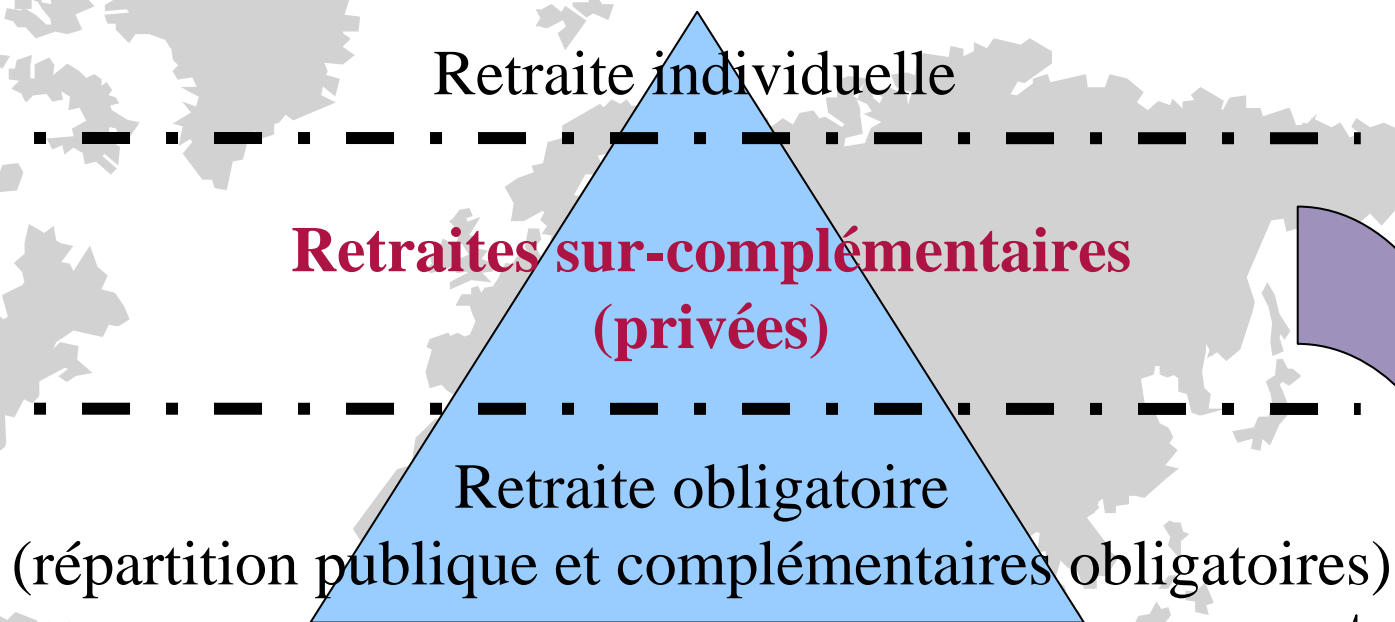 Retraite individuelle
Retraites sur-complémentaires
(privées)
Retraite obligatoire
(répartition publique et complémentaires obligatoires)